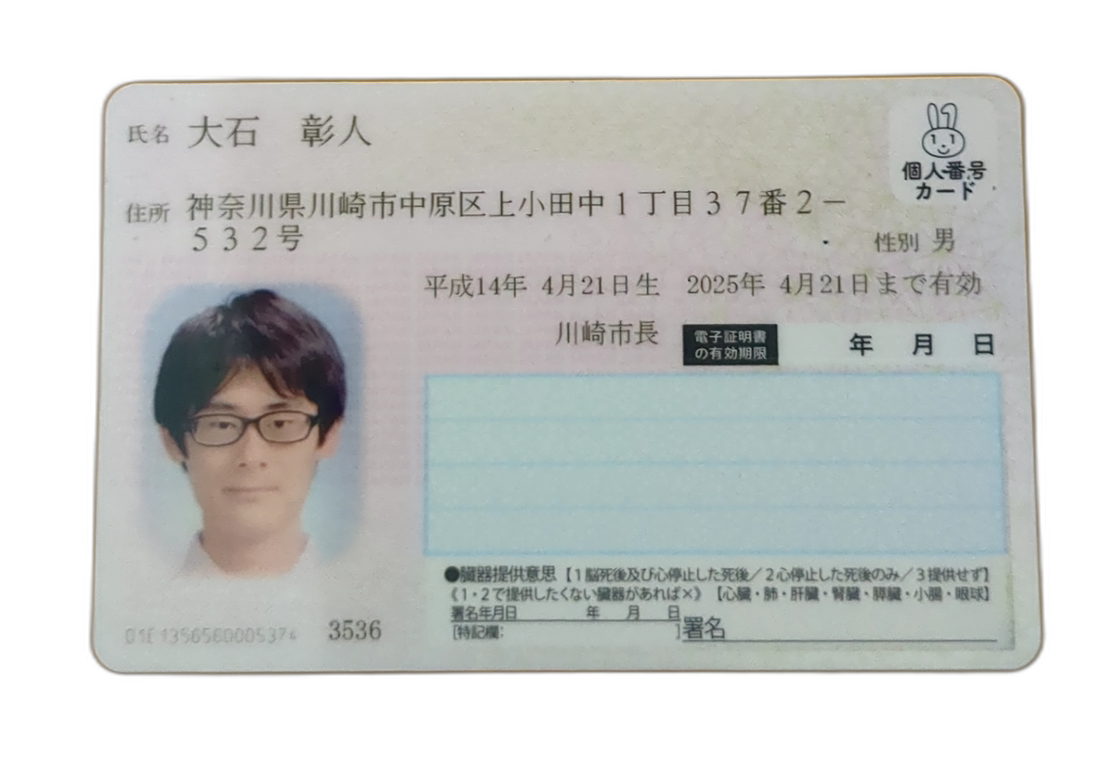 氏名 大石 彰人
個人番号
カード
住所 神奈川県川崎市中原区上小田中1丁目37番2-
532号
性別 男
平成14年 4月21日生 2025年 4月21日まで有効
川崎市長
電子証明書
の有効期限
年 月 日
●臓器提供意思【1脳死後及び心停止した死後/2心停止した死後のみ/3提供せず】
《1・2で提供したくない臓器があれば×》【心臓・肺・肝臓・腎臓・膵臓・小腸・眼球】
署名年月日 年 月 日
[特記欄: ]署名
3536